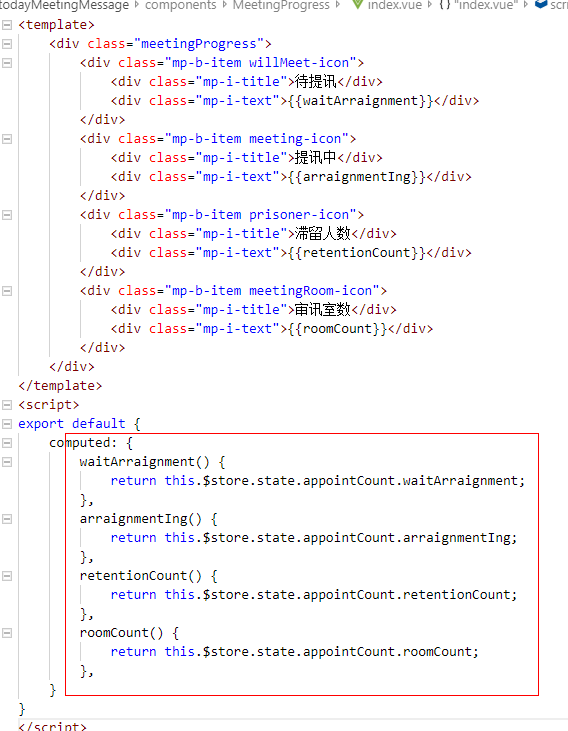 todayMeetingMessage > components > MeetingProgress > index.vue > {} "index.vue" > scr
<template>
<div class="meetingProgress">
<div class="mp-b-item willMeet-icon">
<div class="mp-i-title">待提讯</div>
<div class="mp-i-text">{{waitArraignment}}</div>
</div>
<div class="mp-b-item meeting-icon">
<div class="mp-i-title">提讯中</div>
<div class="mp-i-text">{{arraignmentIng}}</div>
</div>
<div class="mp-b-item prisoner-icon">
<div class="mp-i-title">滞留人数</div>
<div class="mp-i-text">{{retentionCount}}</div>
</div>
<div class="mp-b-item meetingRoom-icon">
<div class="mp-i-title">审讯室数</div>
<div class="mp-i-text">{{roomCount}}</div>
</div>
</div>
</template>
<script>
export default {
computed: {
waitArraignment() {
return this.$store.state.appointCount.waitArraignment;
},
arraignmentIng() {
return this.$store.state.appointCount.arraignmentIng;
},
retentionCount() {
return this.$store.state.appointCount.retentionCount;
},
roomCount() {
return this.$store.state.appointCount.roomCount;
},
}
}
</script>